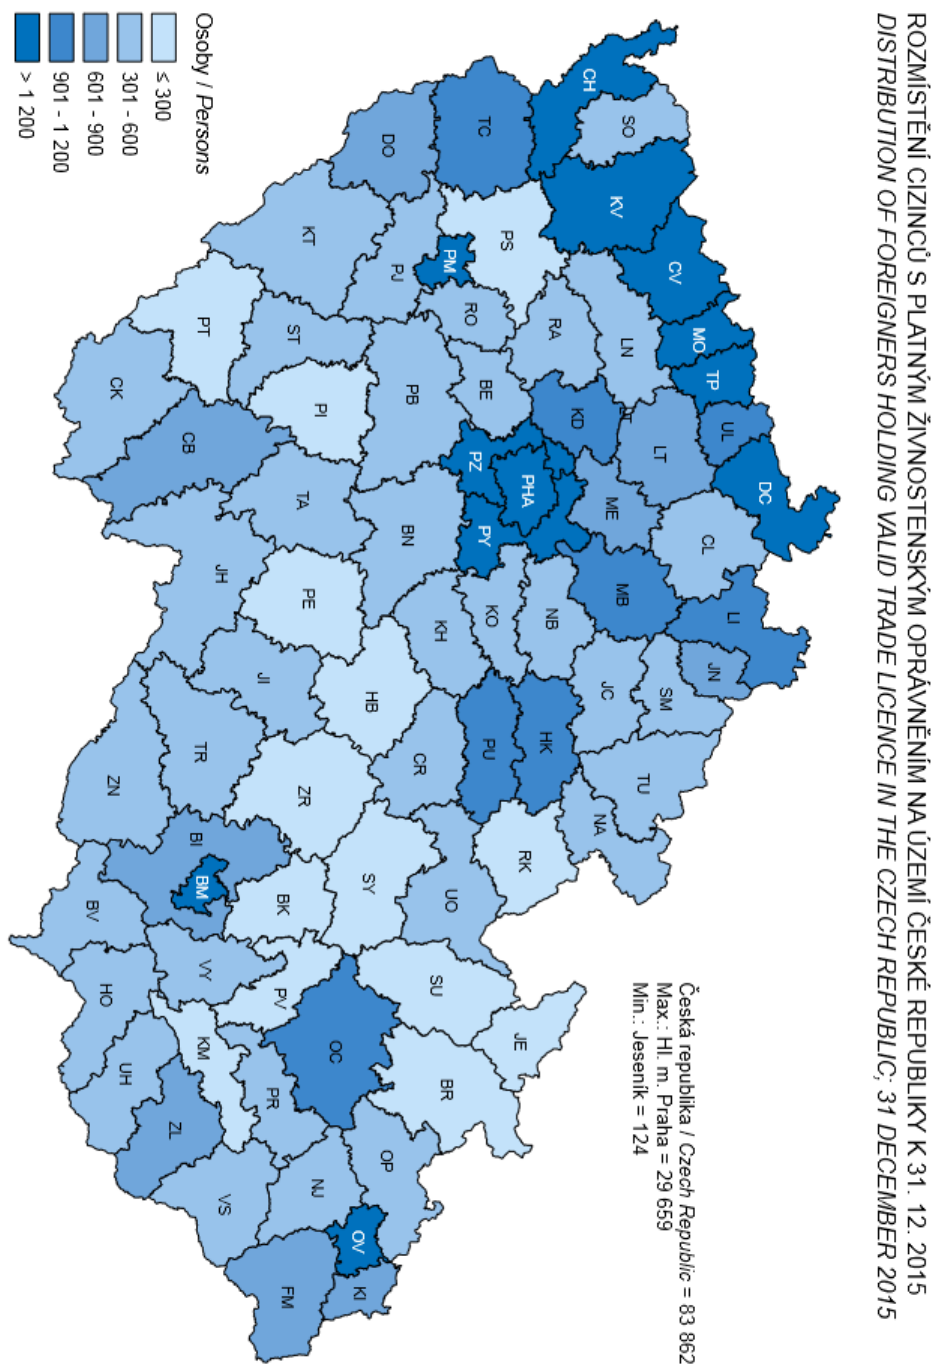 ROZMÍSTĚNÍ CIZINCŮ S PLATNÝM ŽIVNOSTENSKÝM OPRÁVNĚNÍM NA ÚZEMÍ ČESKÉ REPUBLIKY K 31. 12. 2015
DISTRIBUTION OF FOREIGNERS HOLDING VALID TRADE LICENCE IN THE CZECH REPUBLIC; 31 DECEMBER 2015
Česká republika / Czech Republic = 83 862
Max.: Hl. m. Praha = 29 659
Min.: Jeseník = 124
DC
LI
UL
TP
JN
CL
MO
SM
LT
TU
CV
MB
LN
JC
ME
NA
SO
KV
KD
NB
HK
RK
JE
CH
RA
PHA
PS
BE
PZ
PY
KO
PU
UO
TC
PM
RO
KH
CR
SU
BR
DO
PJ
PB
BN
HB
SY
OP
KT
ST
PI
TA
PE
ZR
BK
PV
OC
OV
KI
PT
JI
PR
NJ
FM
CK
CB
JH
TR
BI
BM
VY
KM
VS
ZL
ZN
BV
HO
UH
Osoby / Persons
≤ 300
301 - 600
601 - 900
901 - 1 200
> 1 200